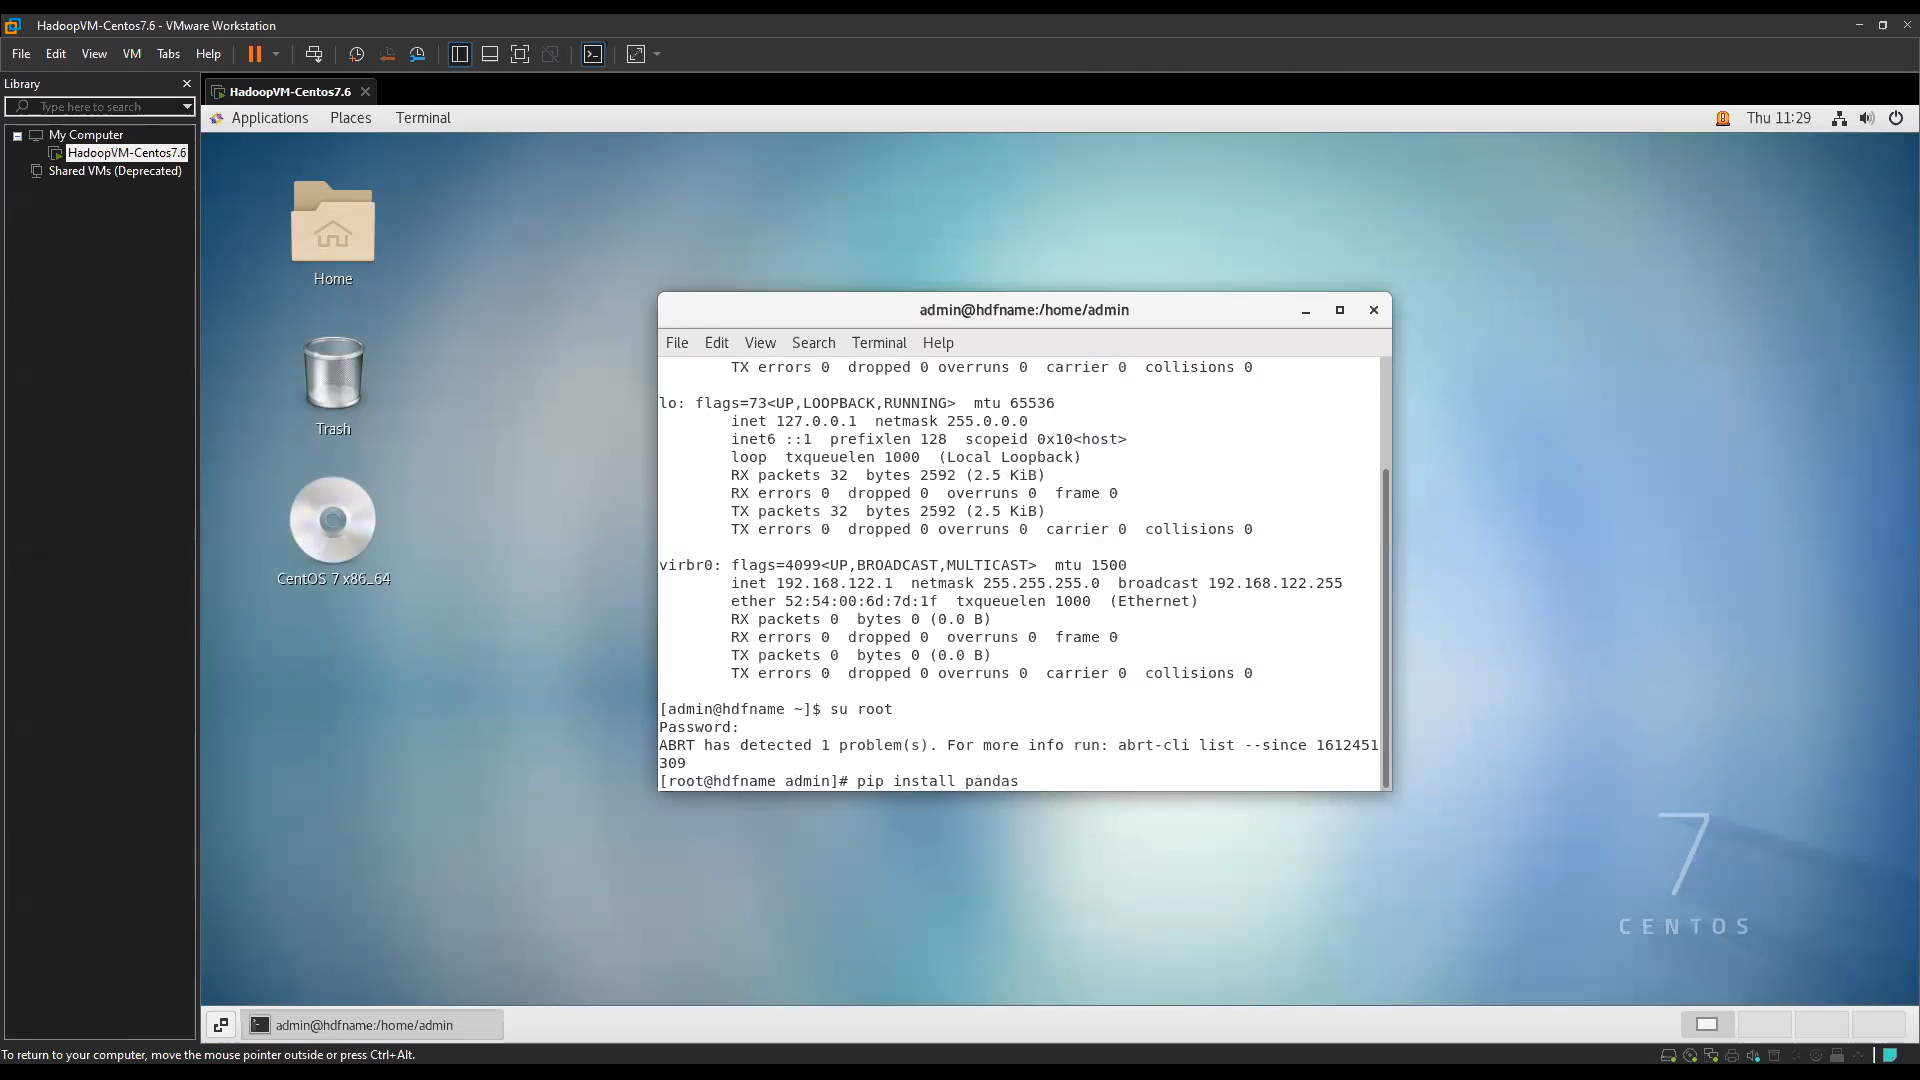 HadoopVM-Centos7.6 - VMware Workstation
File Edit View VM Tabs Help
Library
Type here to search
My Computer
HadoopVM-Centos7.6
Shared VMs (Deprecated)
HadoopVM-Centos7.6
Applications Places Terminal
Thu 11:29
Home
Trash
CentOS 7 x86_64
admin@hdfname:/home/admin
File Edit View Search Terminal Help
TX errors 0 dropped 0 overruns 0 carrier 0 collisions 0
lo: flags=73<UP,LOOPBACK,RUNNING> mtu 65536
inet 127.0.0.1 netmask 255.0.0.0
inet6 ::1 prefixlen 128 scopeid 0x10<host>
loop txqueuelen 1000 (Local Loopback)
RX packets 32 bytes 2592 (2.5 KiB)
RX errors 0 dropped 0 overruns 0 frame 0
TX packets 32 bytes 2592 (2.5 KiB)
TX errors 0 dropped 0 overruns 0 carrier 0 collisions 0
virbr0: flags=4099<UP,BROADCAST,MULTICAST> mtu 1500
inet 192.168.122.1 netmask 255.255.255.0 broadcast 192.168.122.255
ether 52:54:00:6d:7d:1f txqueuelen 1000 (Ethernet)
RX packets 0 bytes 0 (0.0 B)
RX errors 0 dropped 0 overruns 0 frame 0
TX packets 0 bytes 0 (0.0 B)
TX errors 0 dropped 0 overruns 0 carrier 0 collisions 0
[admin@hdfname ~]$ su root
Password:
ABRT has detected 1 problem(s). For more info run: abrt-cli list --since 1612451
309
[root@hdfname admin]# pip install pandas
7
CENTOS
admin@hdfname:/home/admin
To return to your computer, move the mouse pointer outside or press Ctrl+Alt.